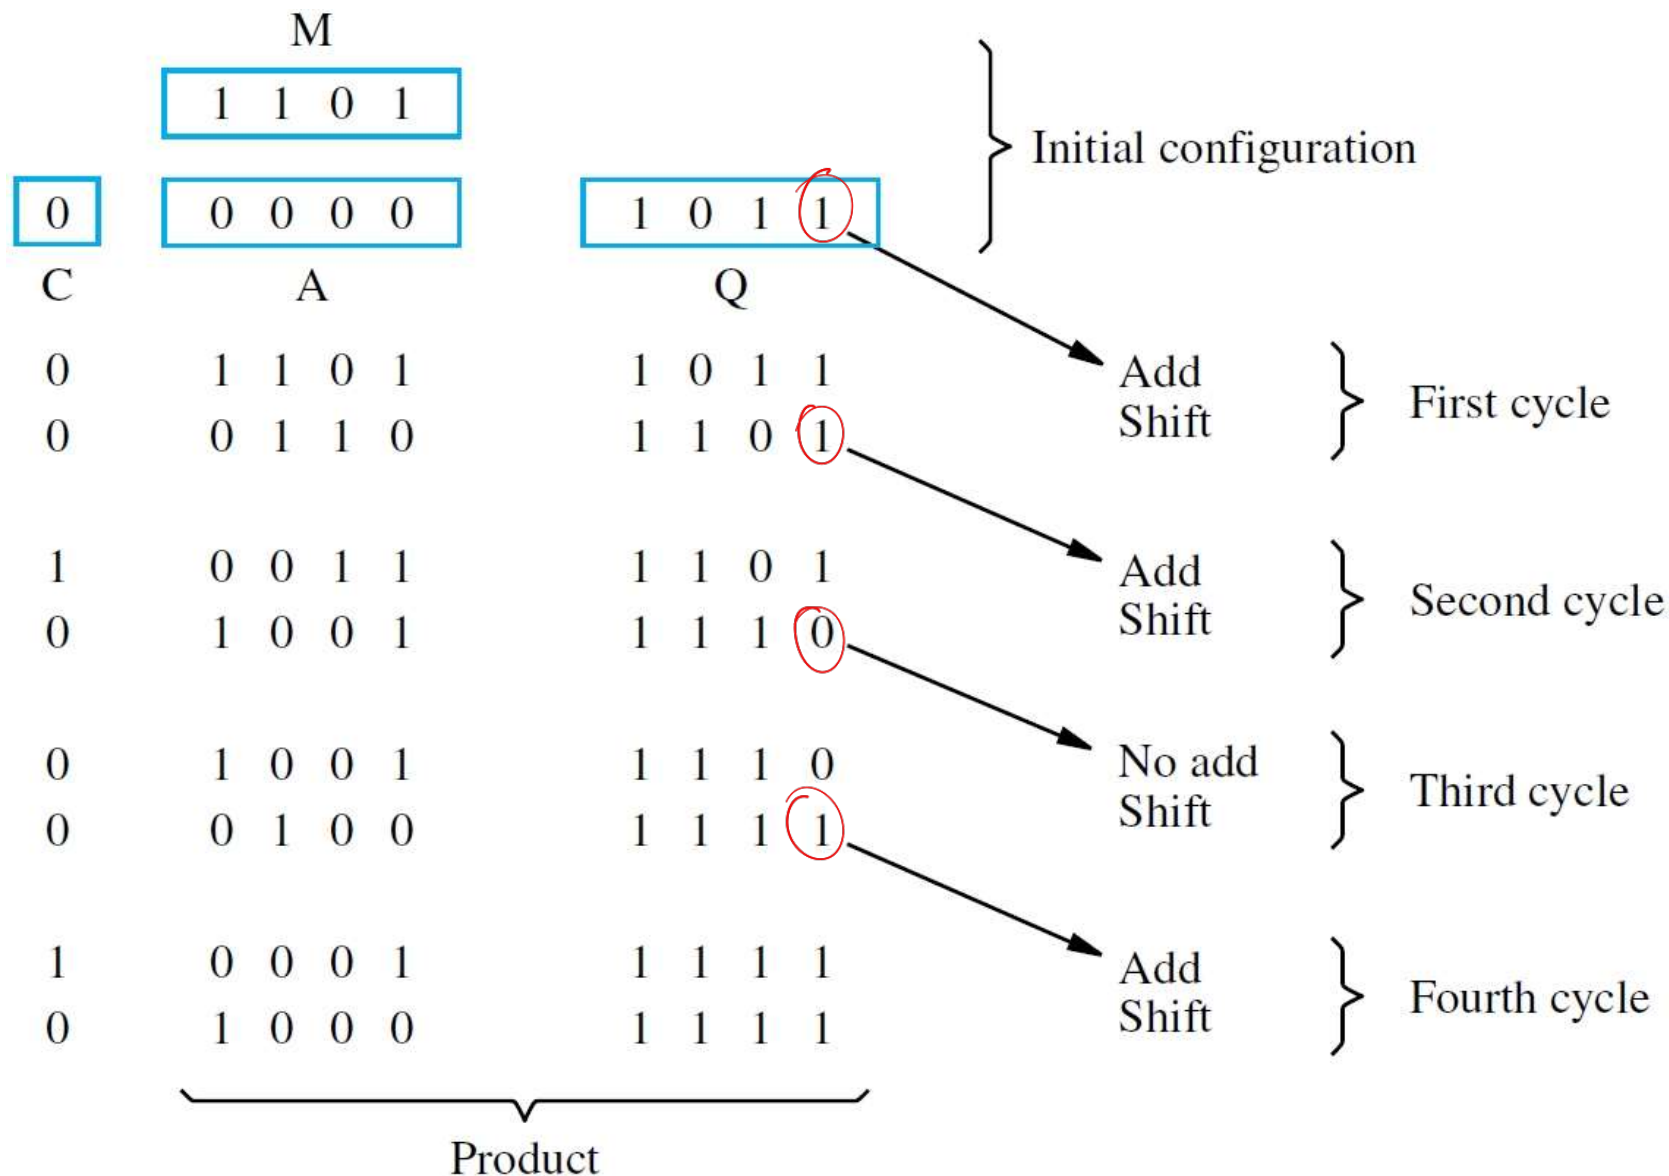 M
1 1 0 1
Initial configuration
0 0 0 0 0 1 0 1 1
C A Q
0 1 1 0 1 1 0 1 1 Add
0 0 1 1 0 1 1 0 1 Shift
First cycle
1 0 0 1 1 1 1 0 1 Add
0 1 0 0 1 1 1 1 0 Shift
Second cycle
0 1 0 0 1 1 1 1 0 No add
0 0 1 0 0 1 1 1 1 Shift
Third cycle
1 0 0 0 1 1 1 1 1 Add
0 1 0 0 0 1 1 1 1 Shift
Fourth cycle
Product